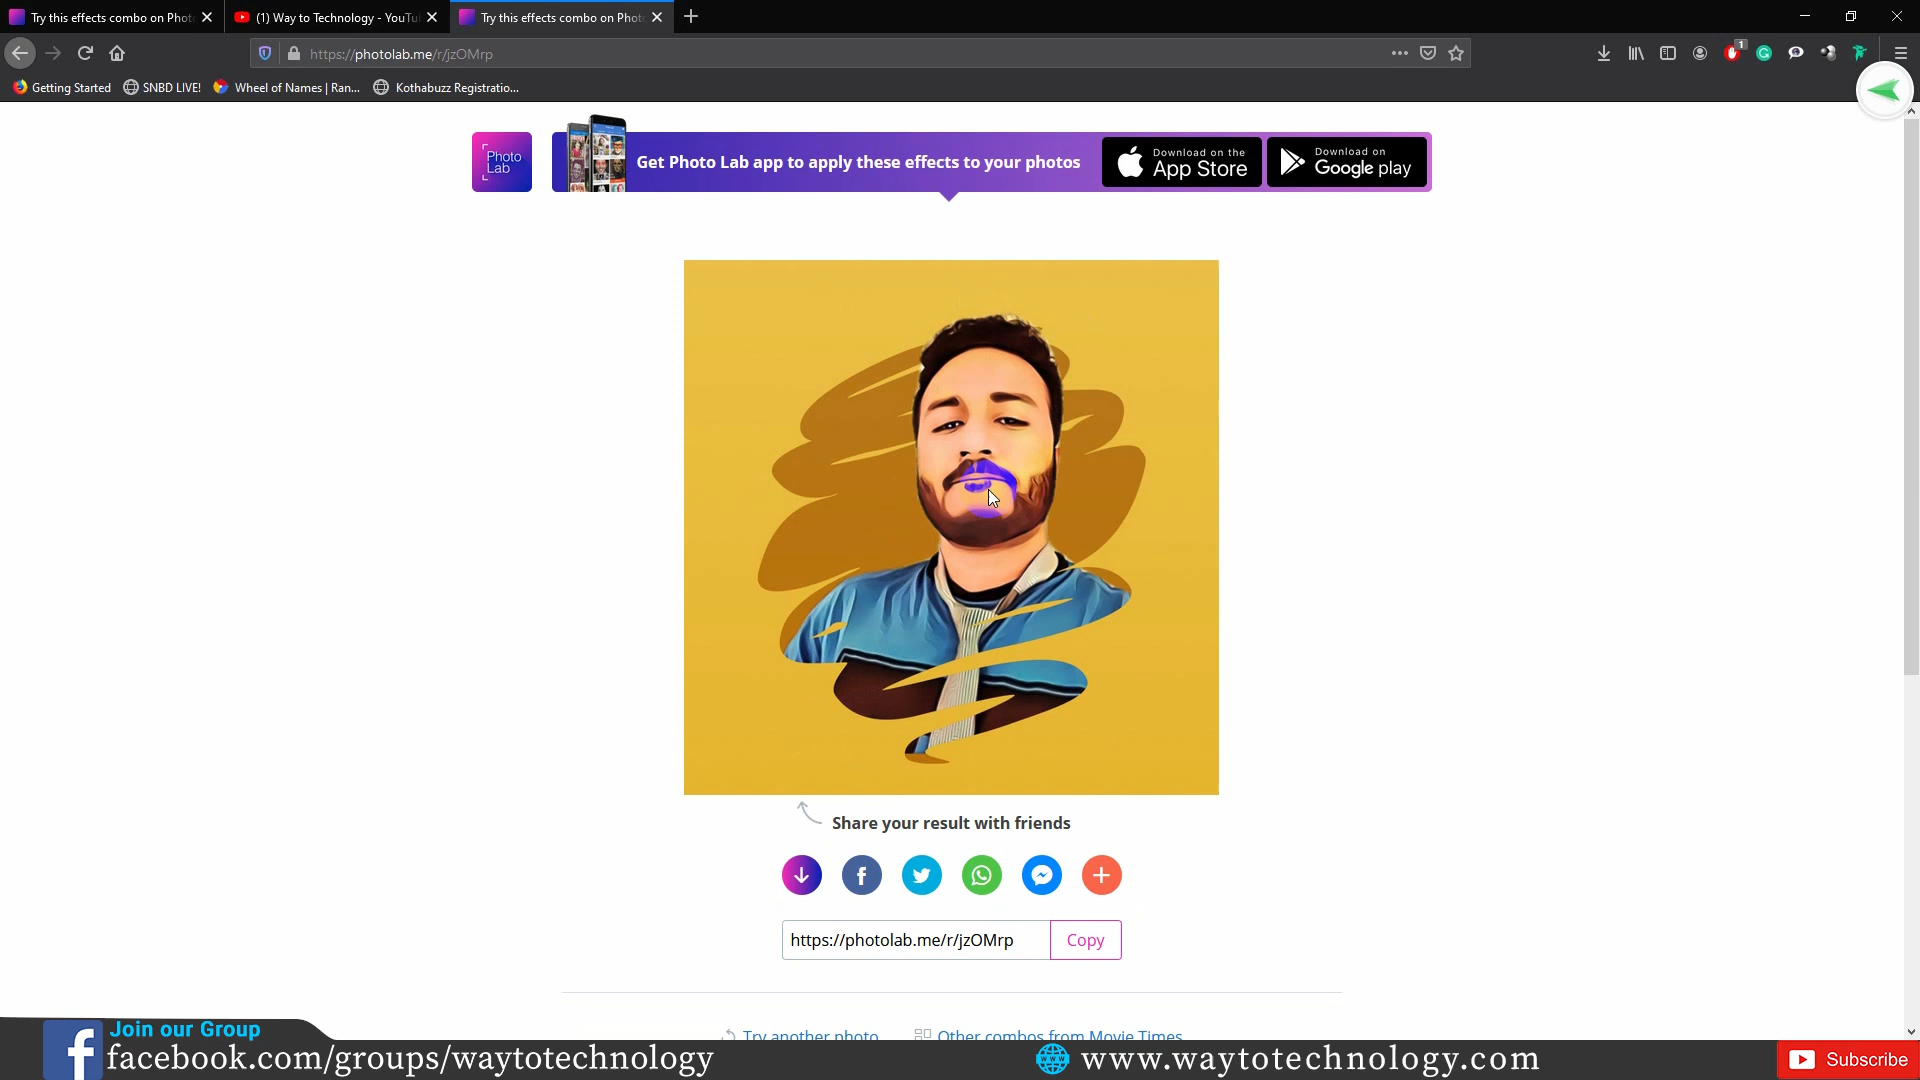 Try this effects combo on Phot
(1) Way to Technology - YouTu
Try this effects combo on Phot
https://photolab.me/r/jzOMrp
1
Getting Started
SNBD LIVE!
Wheel of Names | Ran...
Kothabuzz Registratio...
Photo
Lab
Get Photo Lab app to apply these effects to your photos
Download on the
App Store
Download on
Google play
Share your result with friends
https://photolab.me/r/jzOMrp
Copy
Try another photo
Other combos from Movie Times
Join our Group
facebook.com/groups/waytotechnology
www.waytotechnology.com
Subscribe